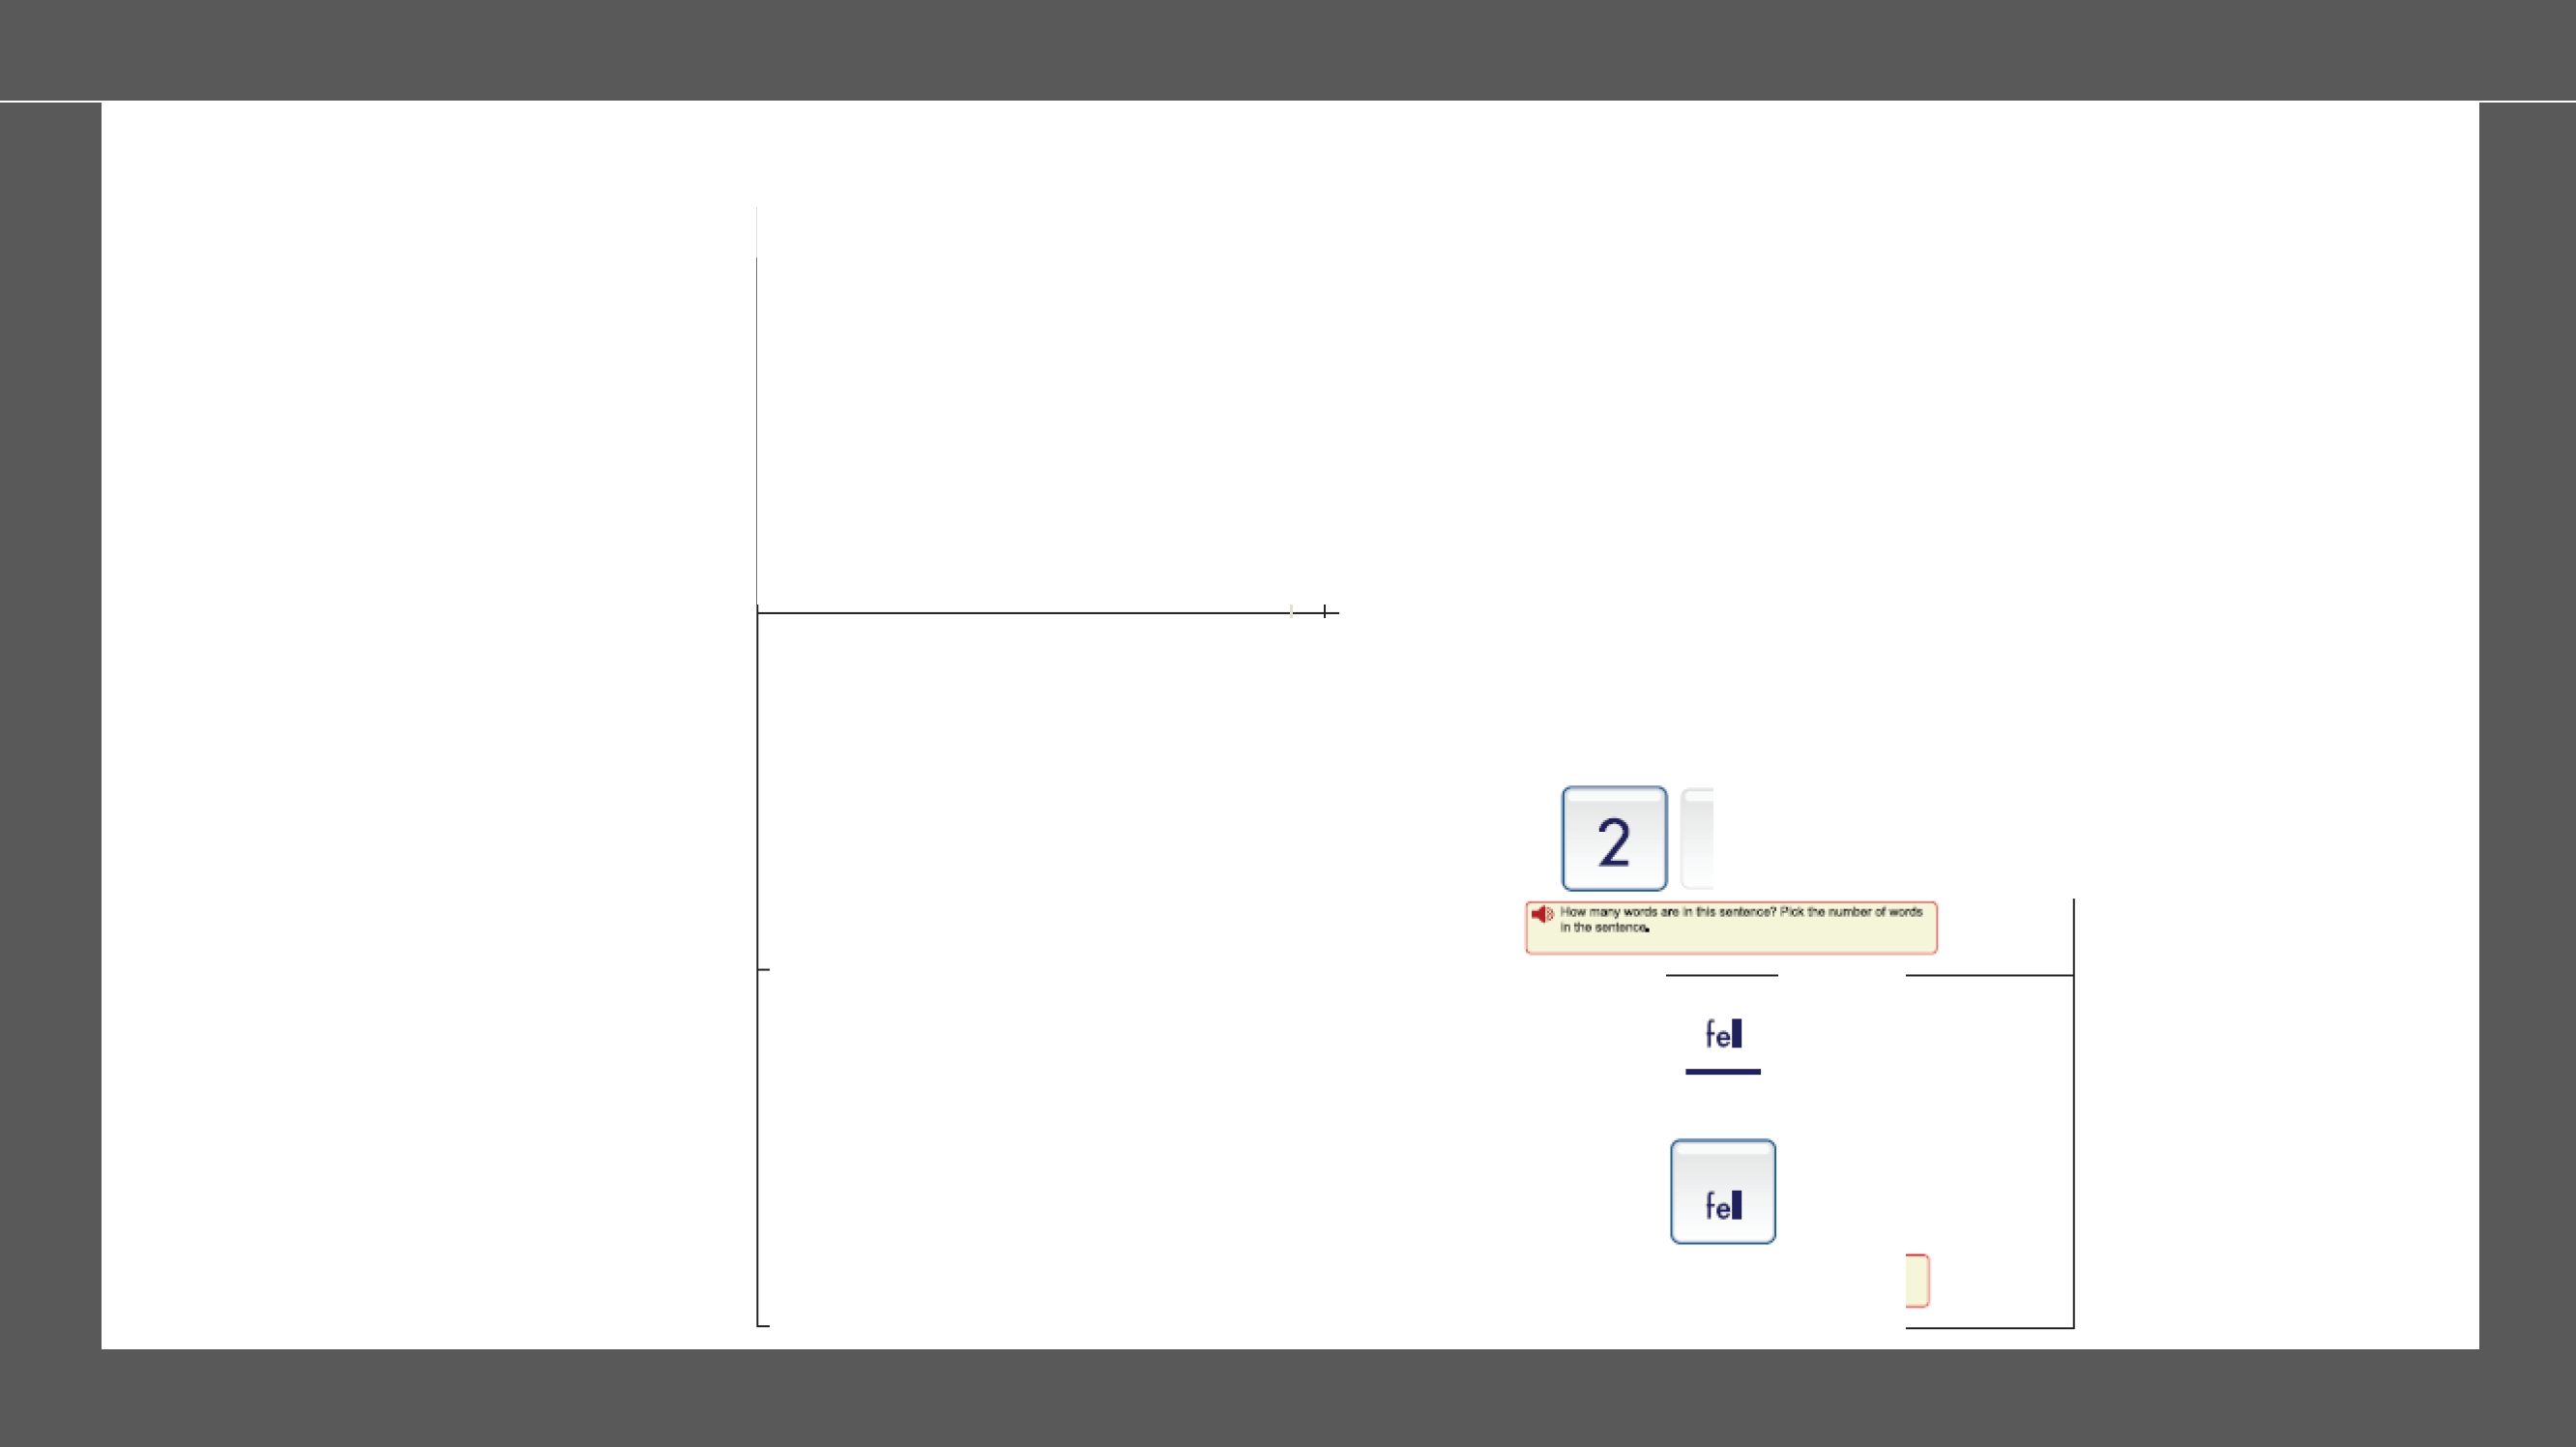 2
How many words are in this sentence? Pick the number of words
in the sentence.
fell
fell